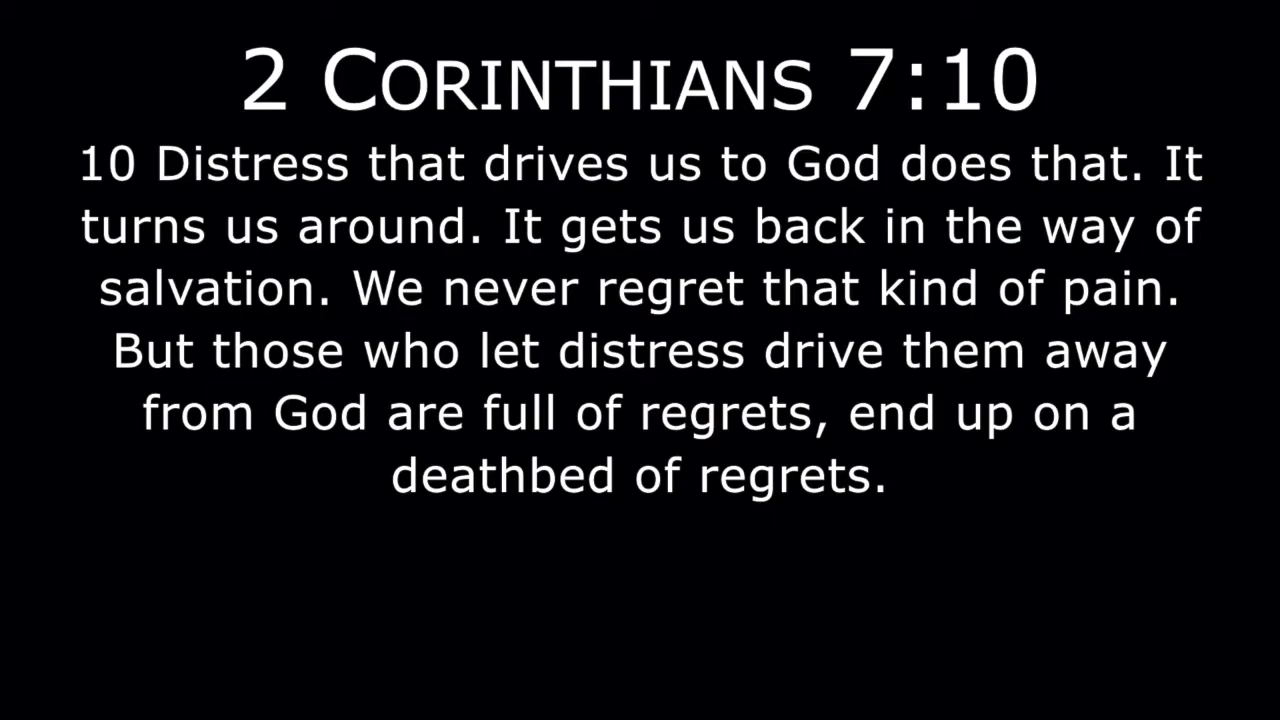 2 CORINTHIANS 7:10
10 Distress that drives us to God does that. It
turns us around. It gets us back in the way of
salvation. We never regret that kind of pain.
But those who let distress drive them away
from God are full of regrets, end up on a
deathbed of regrets.